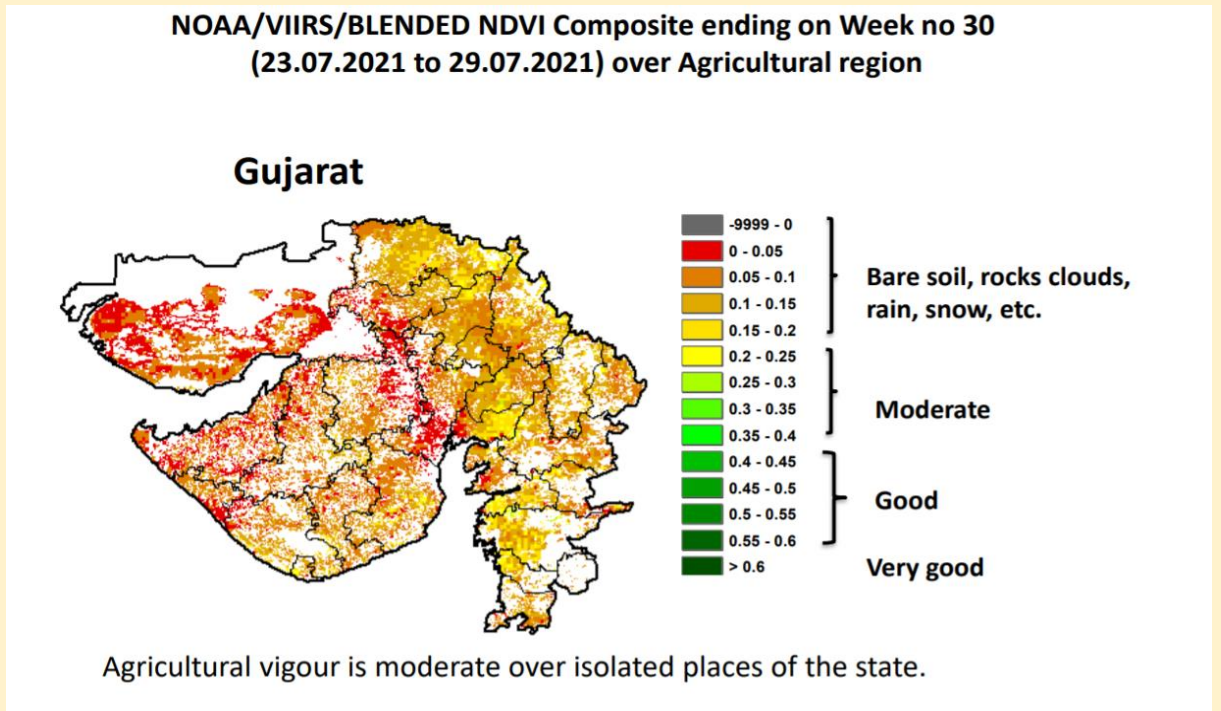 NOAA/VIIRS/BLENDED NDVI Composite ending on Week no 30
(23.07.2021 to 29.07.2021) over Agricultural region
Gujarat
-9999 - 0
0 - 0.05
0.05 - 0.1
0.1 - 0.15
0.15 - 0.2
0.2 - 0.25
0.25 - 0.3
0.3 - 0.35
0.35 - 0.4
0.4 - 0.45
0.45 - 0.5
0.5 - 0.55
0.55 - 0.6
> 0.6
Bare soil, rocks clouds,
rain, snow, etc.
Moderate
Good
Very good
Agricultural vigour is moderate over isolated places of the state.